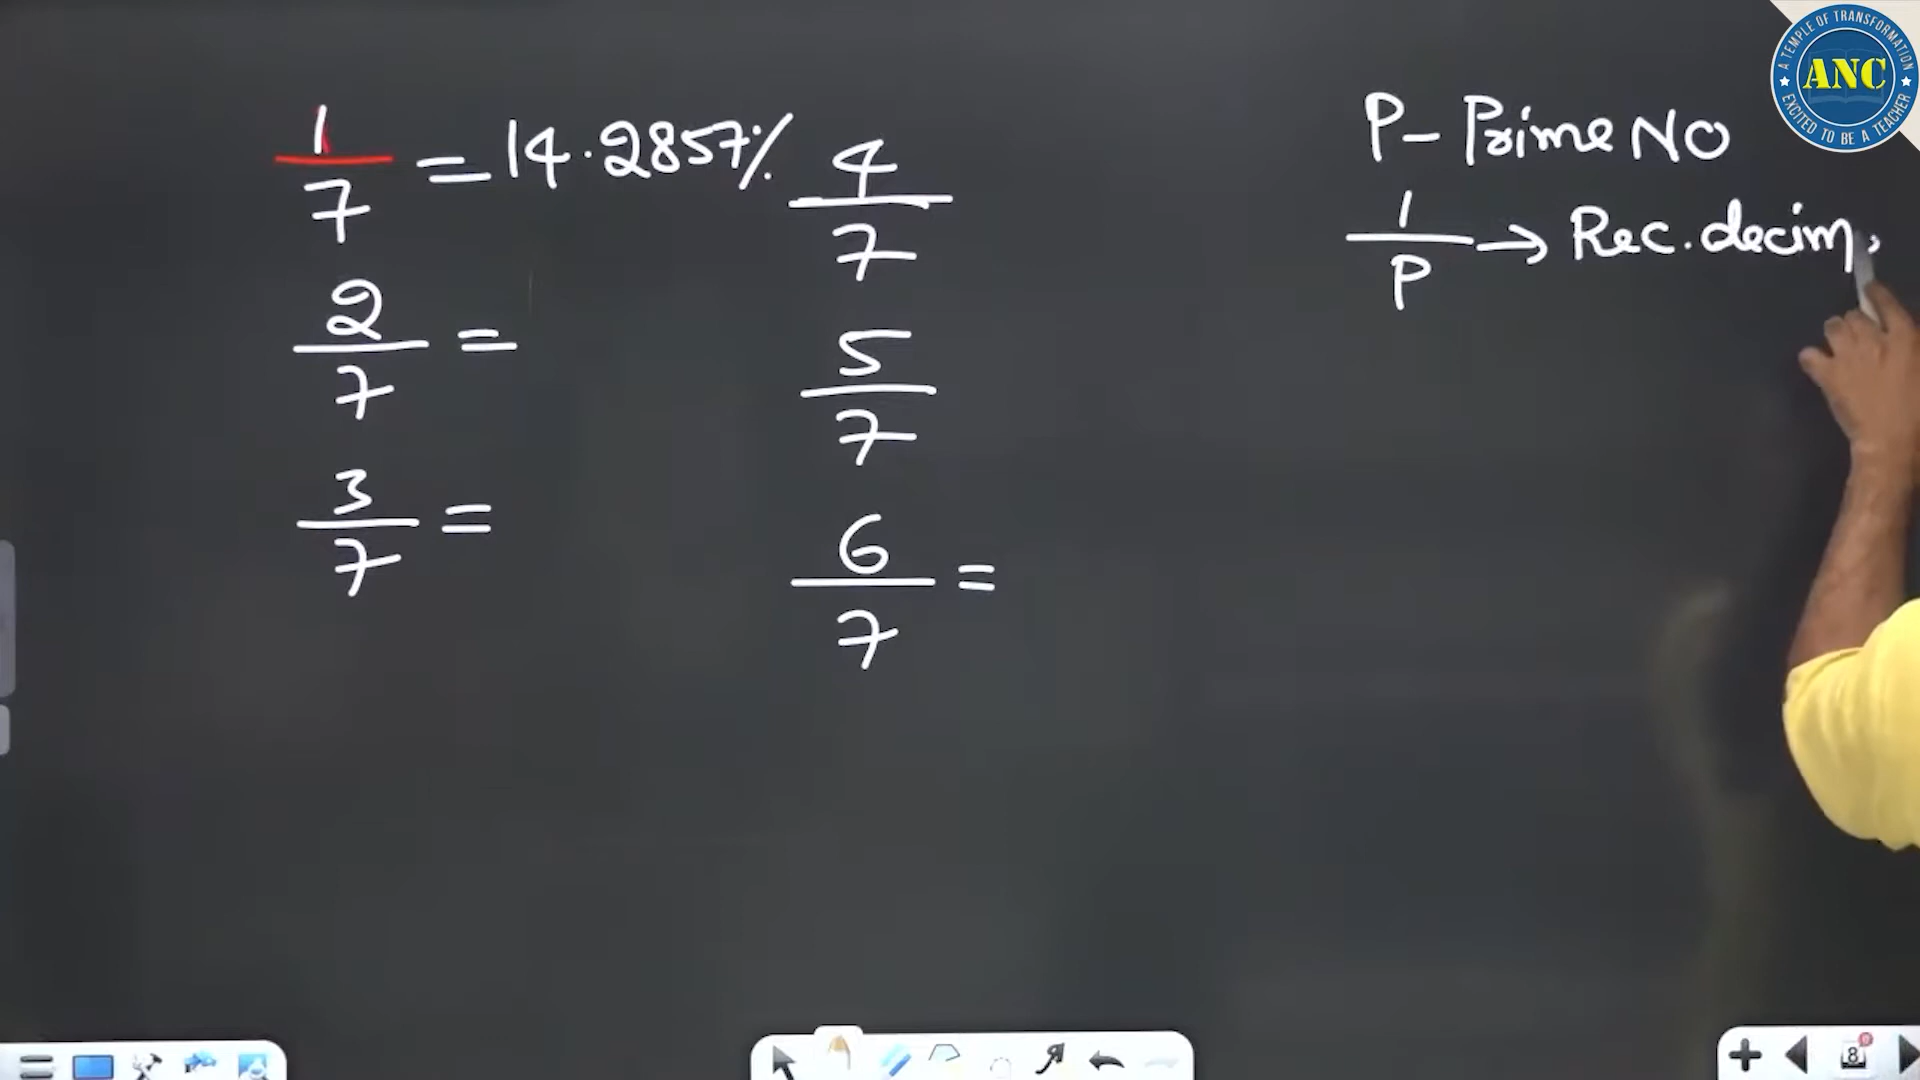 1/7 = 14.2857%
2/7 =
3/7 =
4/7
5/7
6/7 =
P- Prime NO
1/P → Rec. decim
A TEMPLE OF TRANSFORMATION
ANC
EXCITED TO BE A TEACHER
8